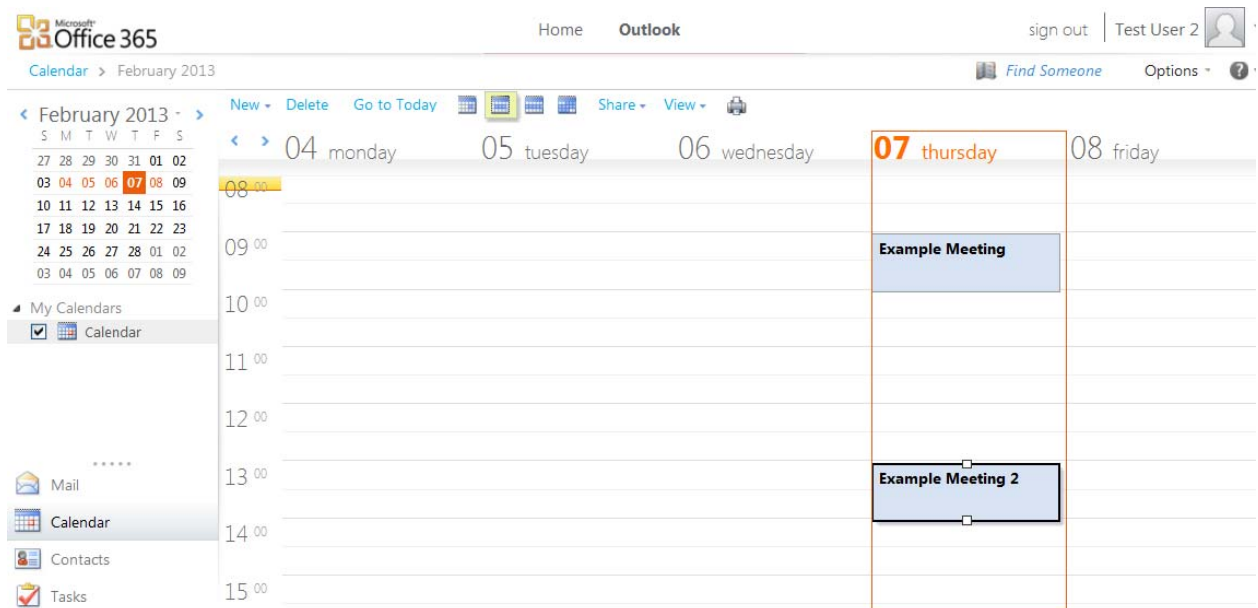 Microsoft®
Office 365
Home Outlook
sign out Test User 2
Calendar > February 2013
Find Someone Options
February 2013
S M T W T F S
27 28 29 30 31 01 02
03 04 05 06 07 08 09
10 11 12 13 14 15 16
17 18 19 20 21 22 23
24 25 26 27 28 01 02
03 04 05 06 07 08 09
My Calendars
Calendar
Mail
Calendar
Contacts
Tasks
New Delete Go to Today Share View
04 monday 05 tuesday 06 wednesday 07 thursday 08 friday
08 00
09 00
Example Meeting
10 00
11 00
12 00
13 00
Example Meeting 2
14 00
15 00